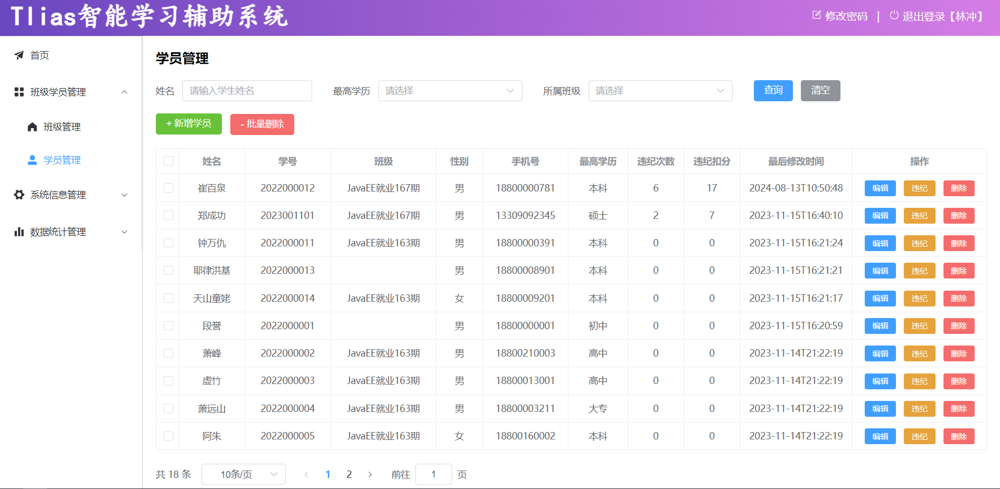 Tlias智能学习辅助系统
修改密码 | 退出登录【林冲】
首页
班级学员管理
班级管理
学员管理
系统信息管理
数据统计管理
学员管理
姓名 请输入学生姓名 最高学历 请选择 所属班级 请选择 查询 清空
+ 新增学员 - 批量删除
姓名 学号 班级 性别 手机号 最高学历 违纪次数 违纪扣分 最后修改时间 操作
崔百泉 2022000012 JavaEE就业167期 男 18800000781 本科 6 17 2024-08-13T10:50:48 编辑 违纪 删除
郑成功 2023001101 JavaEE就业167期 男 13309092345 硕士 2 7 2023-11-15T16:40:10 编辑 违纪 删除
钟万仇 2022000011 JavaEE就业163期 男 18800000391 本科 0 0 2023-11-15T16:21:24 编辑 违纪 删除
耶律洪基 2022000013 男 18800008901 本科 0 0 2023-11-15T16:21:21 编辑 违纪 删除
天山童姥 2022000014 JavaEE就业163期 女 18800009201 本科 0 0 2023-11-15T16:21:17 编辑 违纪 删除
段誉 2022000001 男 18800000001 初中 0 0 2023-11-15T16:20:59 编辑 违纪 删除
萧峰 2022000002 JavaEE就业163期 男 18800210003 高中 0 0 2023-11-14T21:22:19 编辑 违纪 删除
虚竹 2022000003 JavaEE就业163期 男 18800013001 高中 0 0 2023-11-14T21:22:19 编辑 违纪 删除
萧远山 2022000004 JavaEE就业163期 男 18800003211 大专 0 0 2023-11-14T21:22:19 编辑 违纪 删除
阿朱 2022000005 JavaEE就业163期 女 18800160002 本科 0 0 2023-11-14T21:22:19 编辑 违纪 删除
共 18 条 10条/页 1 2 前往 1 页